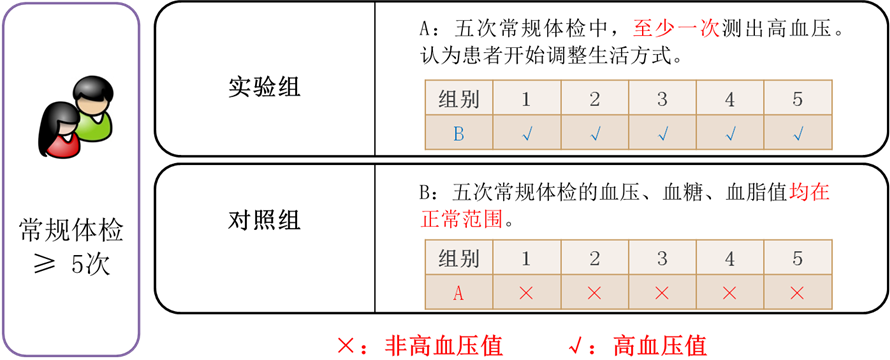 常规体检
≥ 5次
实验组
A: 五次常规体检中，至少一次测出高血压。
认为患者开始调整生活方式。
组别 1 2 3 4 5
B √ √ √ √ √
对照组
B: 五次常规体检的血压、血糖、血脂值均在
正常范围。
组别 1 2 3 4 5
A × × × × ×
×: 非高血压值 √: 高血压值